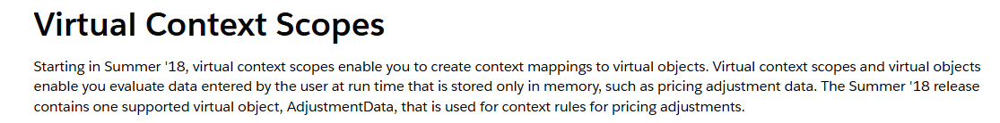 Virtual Context Scopes
Starting in Summer '18, virtual context scopes enable you to create context mappings to virtual objects. Virtual context scopes and virtual objects
enable you evaluate data entered by the user at run time that is stored only in memory, such as pricing adjustment data. The Summer '18 release
contains one supported virtual object, AdjustmentData, that is used for context rules for pricing adjustments.